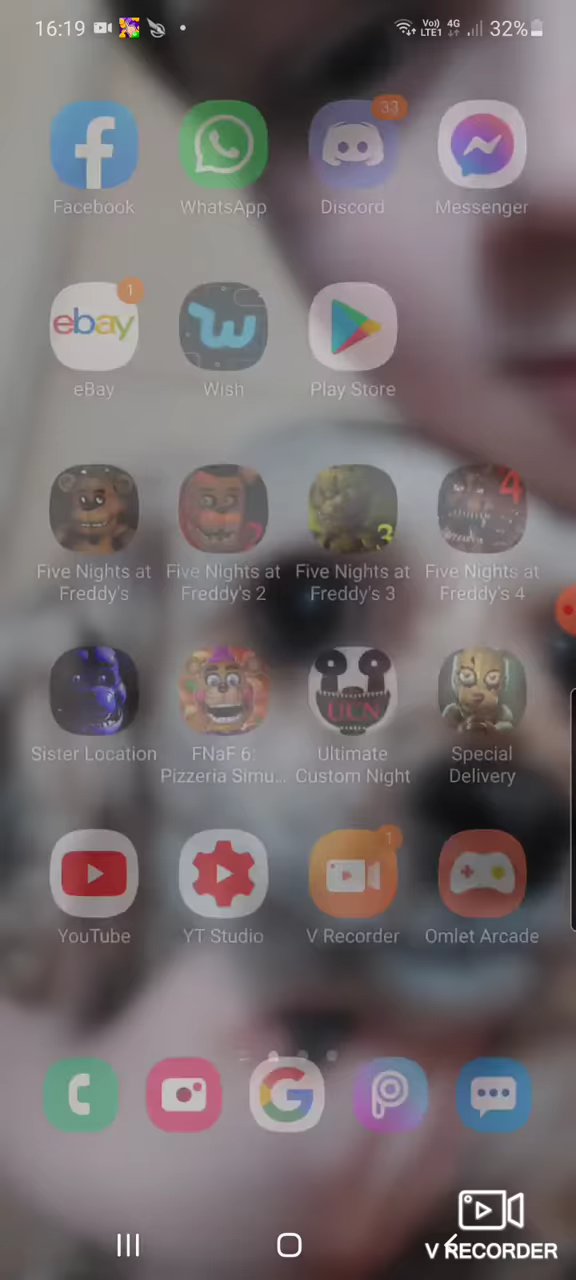 16:19 Vo)) LTE1 4G 32%
33
Facebook WhatsApp Discord Messenger
1
ebay
eBay Wish Play Store
2 3 4
Five Nights at Freddy's
Five Nights at Freddy's 2
Five Nights at Freddy's 3
Five Nights at Freddy's 4
UCN
Sister Location
FNaF 6: Pizzeria Simu...
Ultimate Custom Night
Special Delivery
1
YouTube YT Studio V Recorder Omlet Arcade
V RECORDER